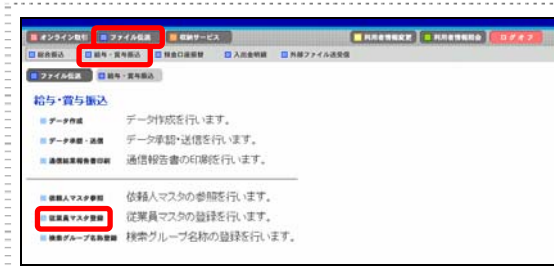 オンライン取引 ファイル伝送 収納サービス 利用者情報変更 利用者情報照会 ログオフ
総合振込 給与・賞与振込 預金口座振替 入出金明細 外部ファイル送受信
ファイル伝送 給与・賞与振込
給与・賞与振込
データ作成 データ作成を行います。
データ承認・送信 データ承認・送信を行います。
通信結果報告書印刷 通信報告書の印刷を行います。
依頼人マスタ参照 依頼人マスタの参照を行います。
従業員マスタ登録 従業員マスタの登録を行います。
検索グループ名称登録 検索グループ名称の登録を行います。